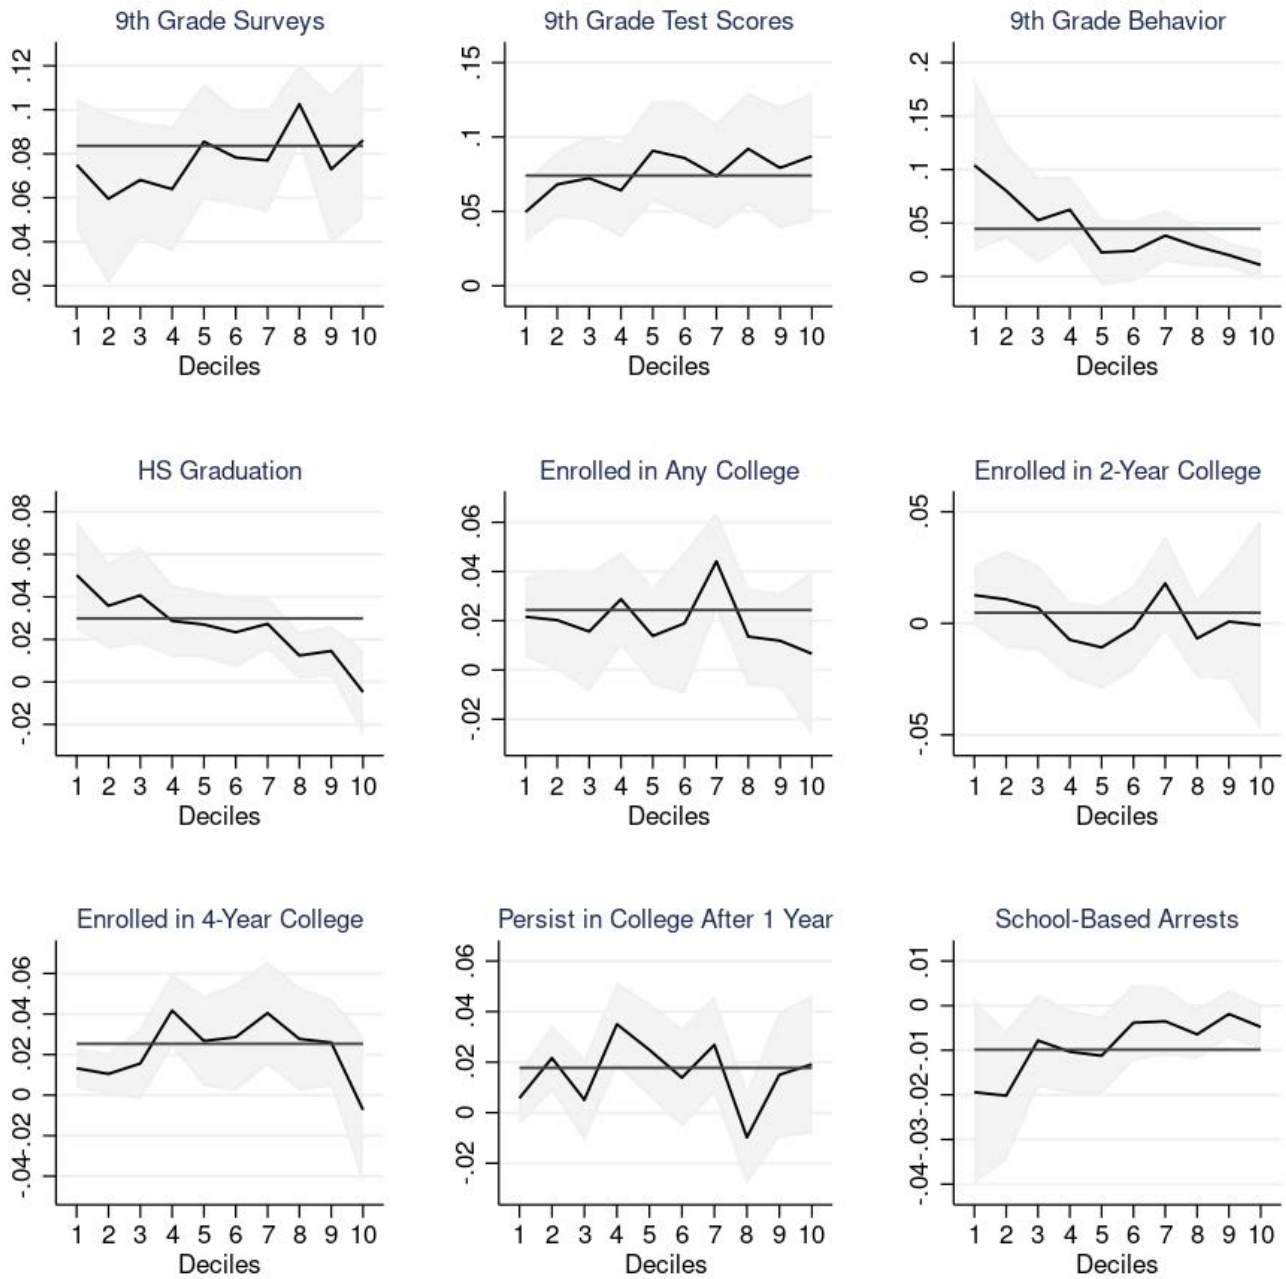 9th Grade Surveys
.12
.1
.08
.06
.04
.02
1 2 3 4 5 6 7 8 9 10
Deciles
9th Grade Test Scores
.15
.1
.05
0
1 2 3 4 5 6 7 8 9 10
Deciles
9th Grade Behavior
.2
.15
.1
.05
0
1 2 3 4 5 6 7 8 9 10
Deciles
HS Graduation
.08
.06
.04
.02
0
-.02
1 2 3 4 5 6 7 8 9 10
Deciles
Enrolled in Any College
.06
.04
.02
0
-.02
1 2 3 4 5 6 7 8 9 10
Deciles
Enrolled in 2-Year College
.05
0
-.05
1 2 3 4 5 6 7 8 9 10
Deciles
Enrolled in 4-Year College
.06
.04
.02
0
-.02
-.04
1 2 3 4 5 6 7 8 9 10
Deciles
Persist in College After 1 Year
.06
.04
.02
0
-.02
1 2 3 4 5 6 7 8 9 10
Deciles
School-Based Arrests
.01
0
-.01
-.02
-.03
-.04
1 2 3 4 5 6 7 8 9 10
Deciles